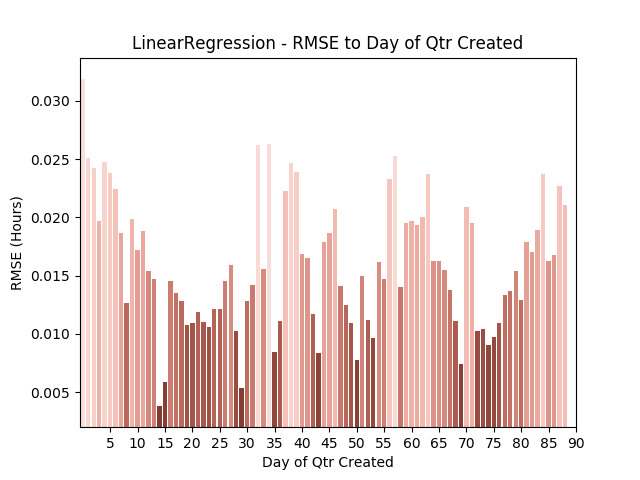 LinearRegression - RMSE to Day of Qtr Created
0.030
0.025
0.020
0.015
0.010
0.005
RMSE (Hours)
5 10 15 20 25 30 35 40 45 50 55 60 65 70 75 80 85 90
Day of Qtr Created